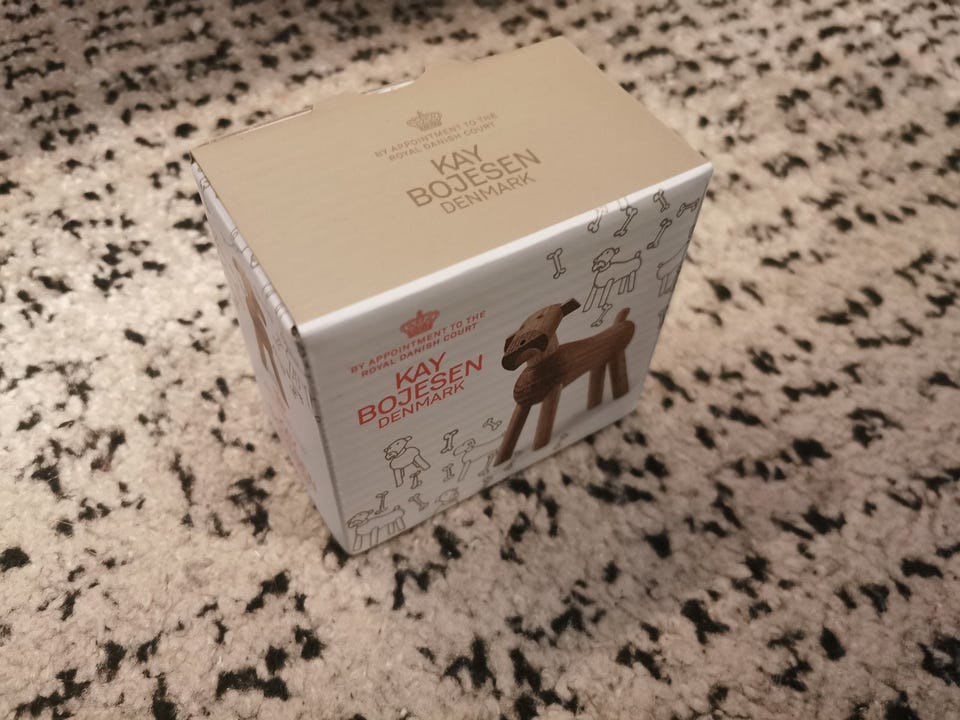 BY APPOINTMENT TO THE
ROYAL DANISH COURT
KAY
BOJESEN
DENMARK
BY APPOINTMENT TO THE
ROYAL DANISH COURT
KAY
BOJESEN
DENMARK